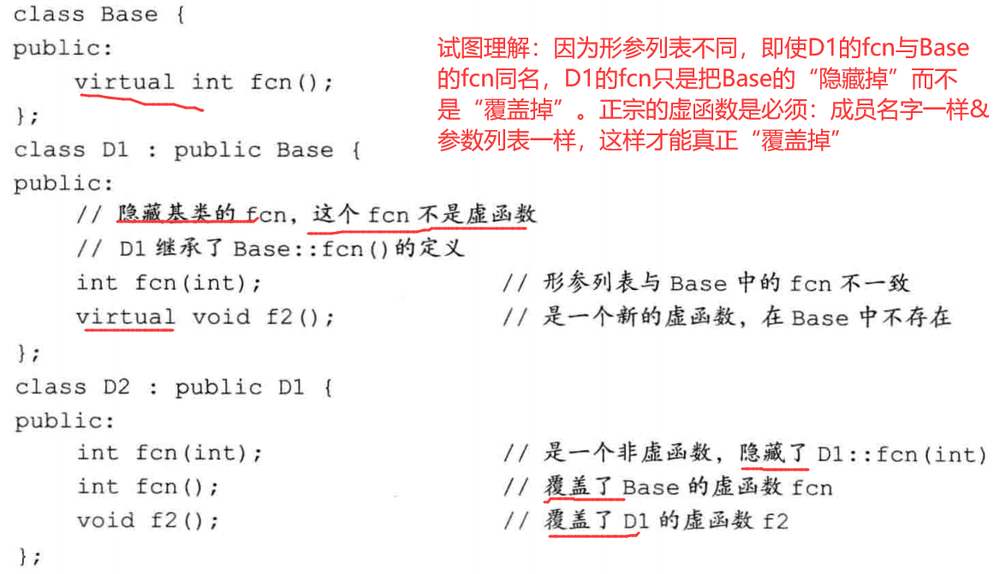 class Base {
public:
virtual int fcn();
};
class D1 : public Base {
public:
// 隐藏基类的 fcn，这个 fcn 不是虚函数
// D1 继承了 Base::fcn()的定义
int fcn(int); // 形参列表与 Base 中的 fcn 不一致
virtual void f2(); // 是一个新的虚函数，在 Base 中不存在
};
class D2 : public D1 {
public:
int fcn(int); // 是一个非虚函数，隐藏了 D1::fcn(int)
int fcn(); // 覆盖了 Base 的虚函数 fcn
void f2(); // 覆盖了 D1 的虚函数 f2
};
试图理解：因为形参列表不同，即使D1的fcn与Base
的fcn同名，D1的fcn只是把Base的“隐藏掉”而不
是“覆盖掉”。正宗的虚函数是必须：成员名字一样&
参数列表一样，这样才能真正“覆盖掉”